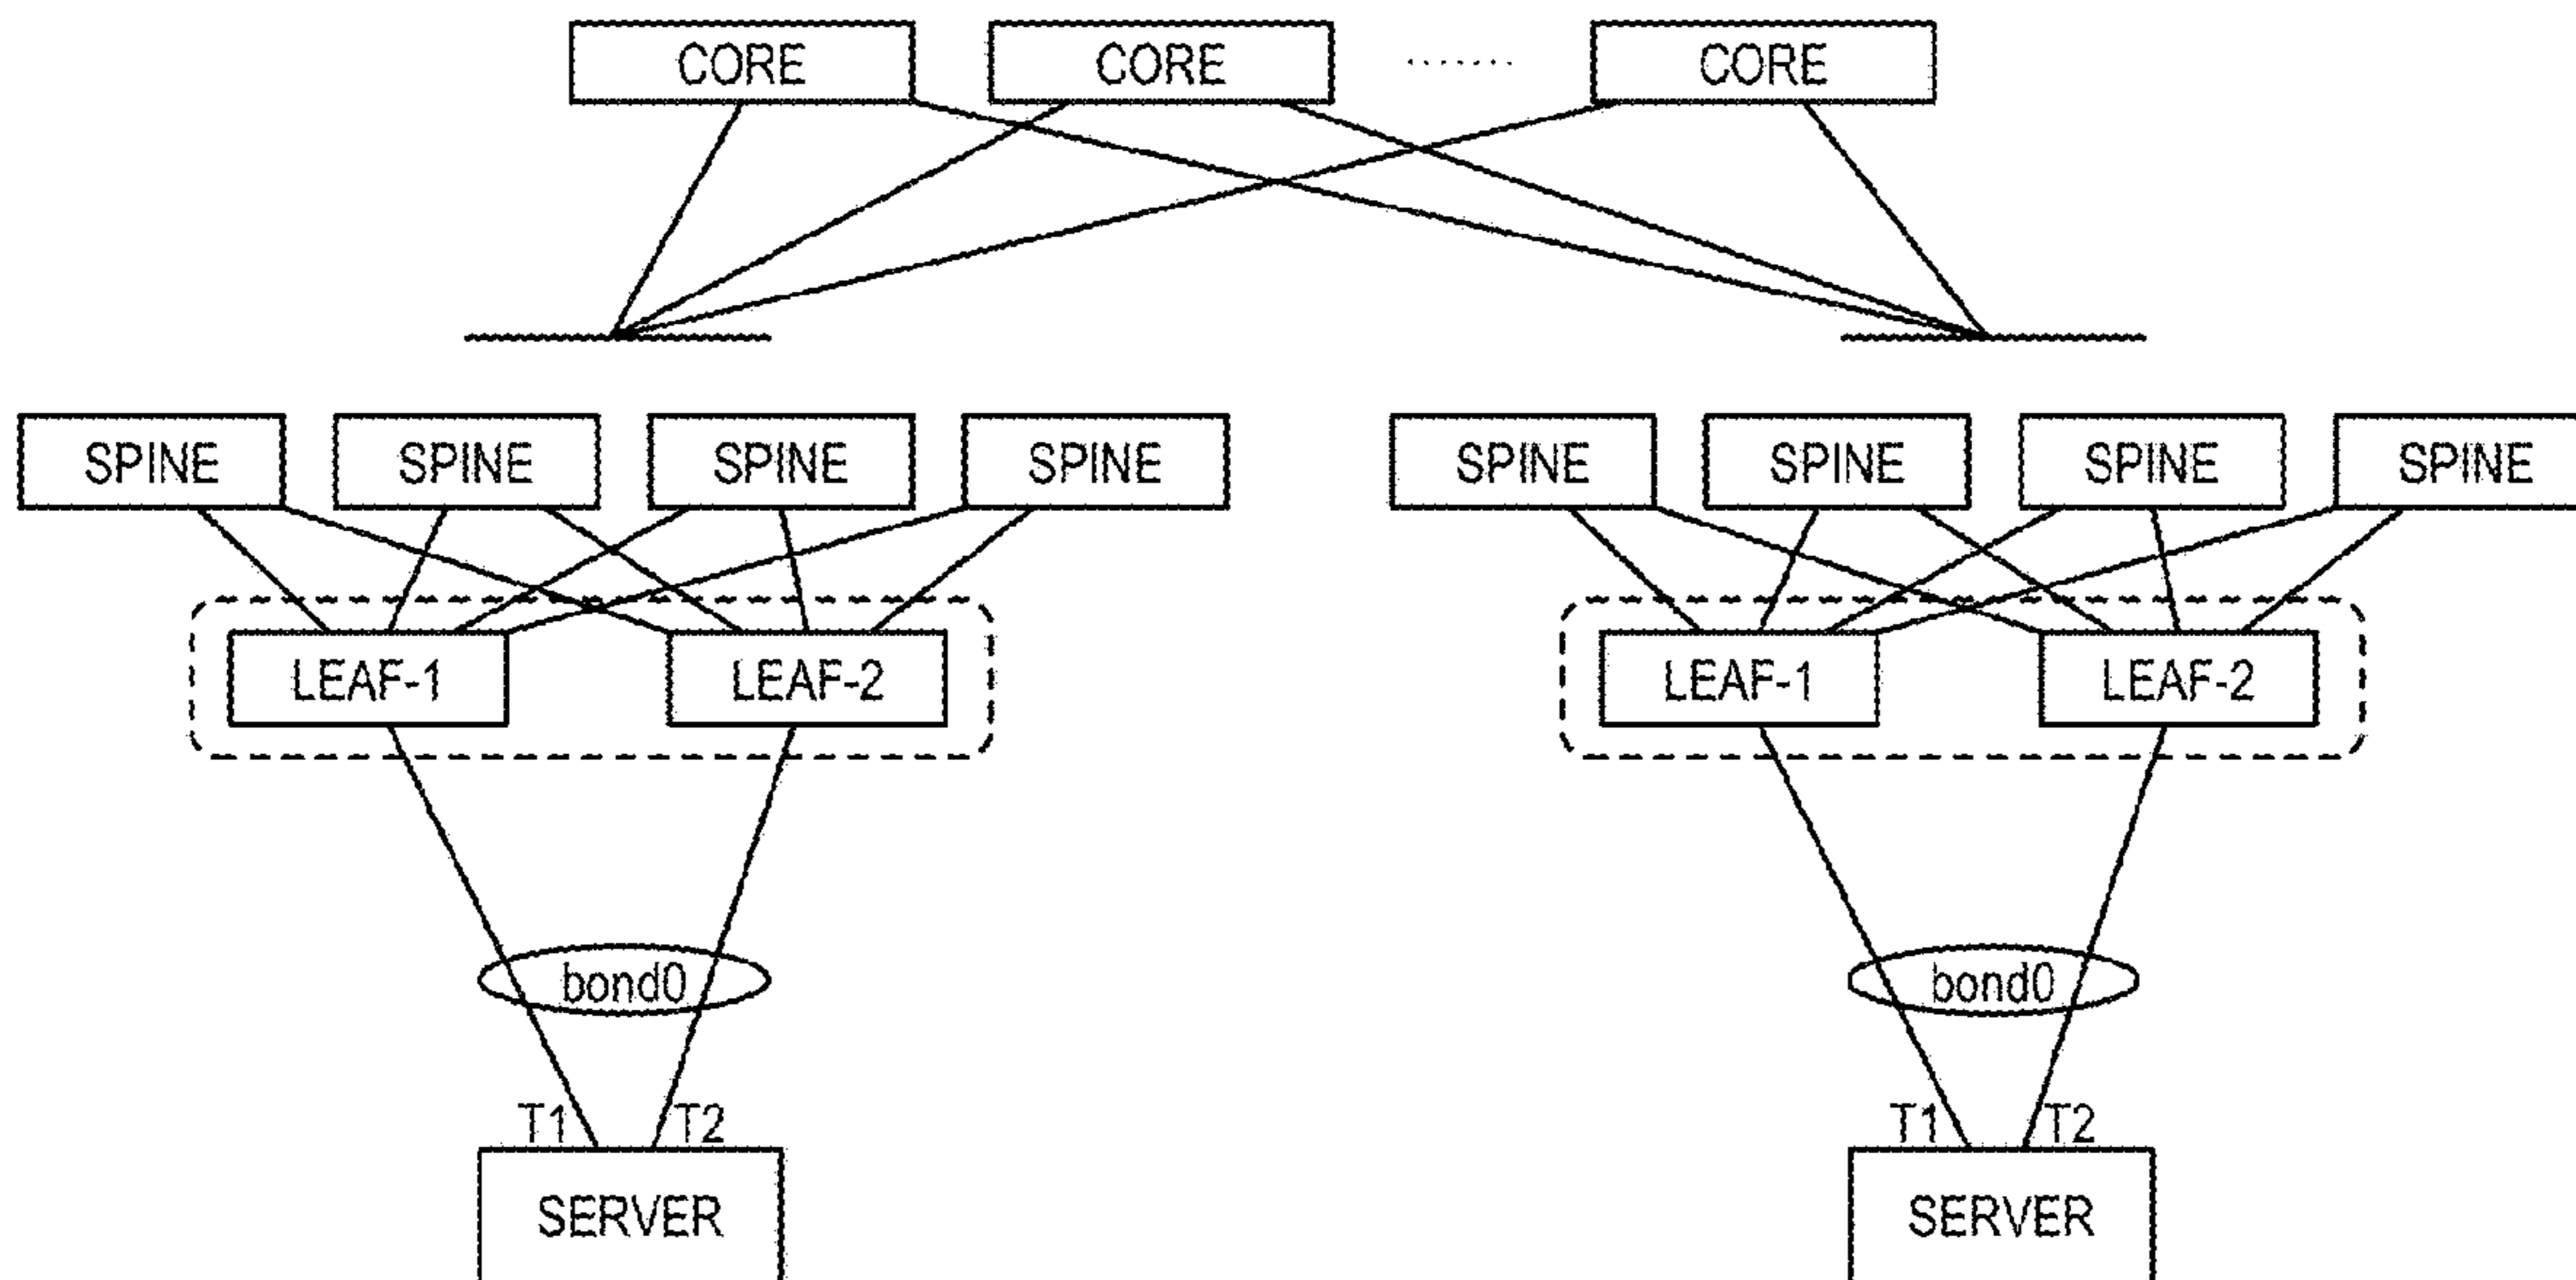 CORE CORE ...... CORE
SPINE SPINE SPINE SPINE SPINE SPINE SPINE SPINE
LEAF-1 LEAF-2 LEAF-1 LEAF-2
bond0 bond0
T1 T2 T1 T2
SERVER SERVER